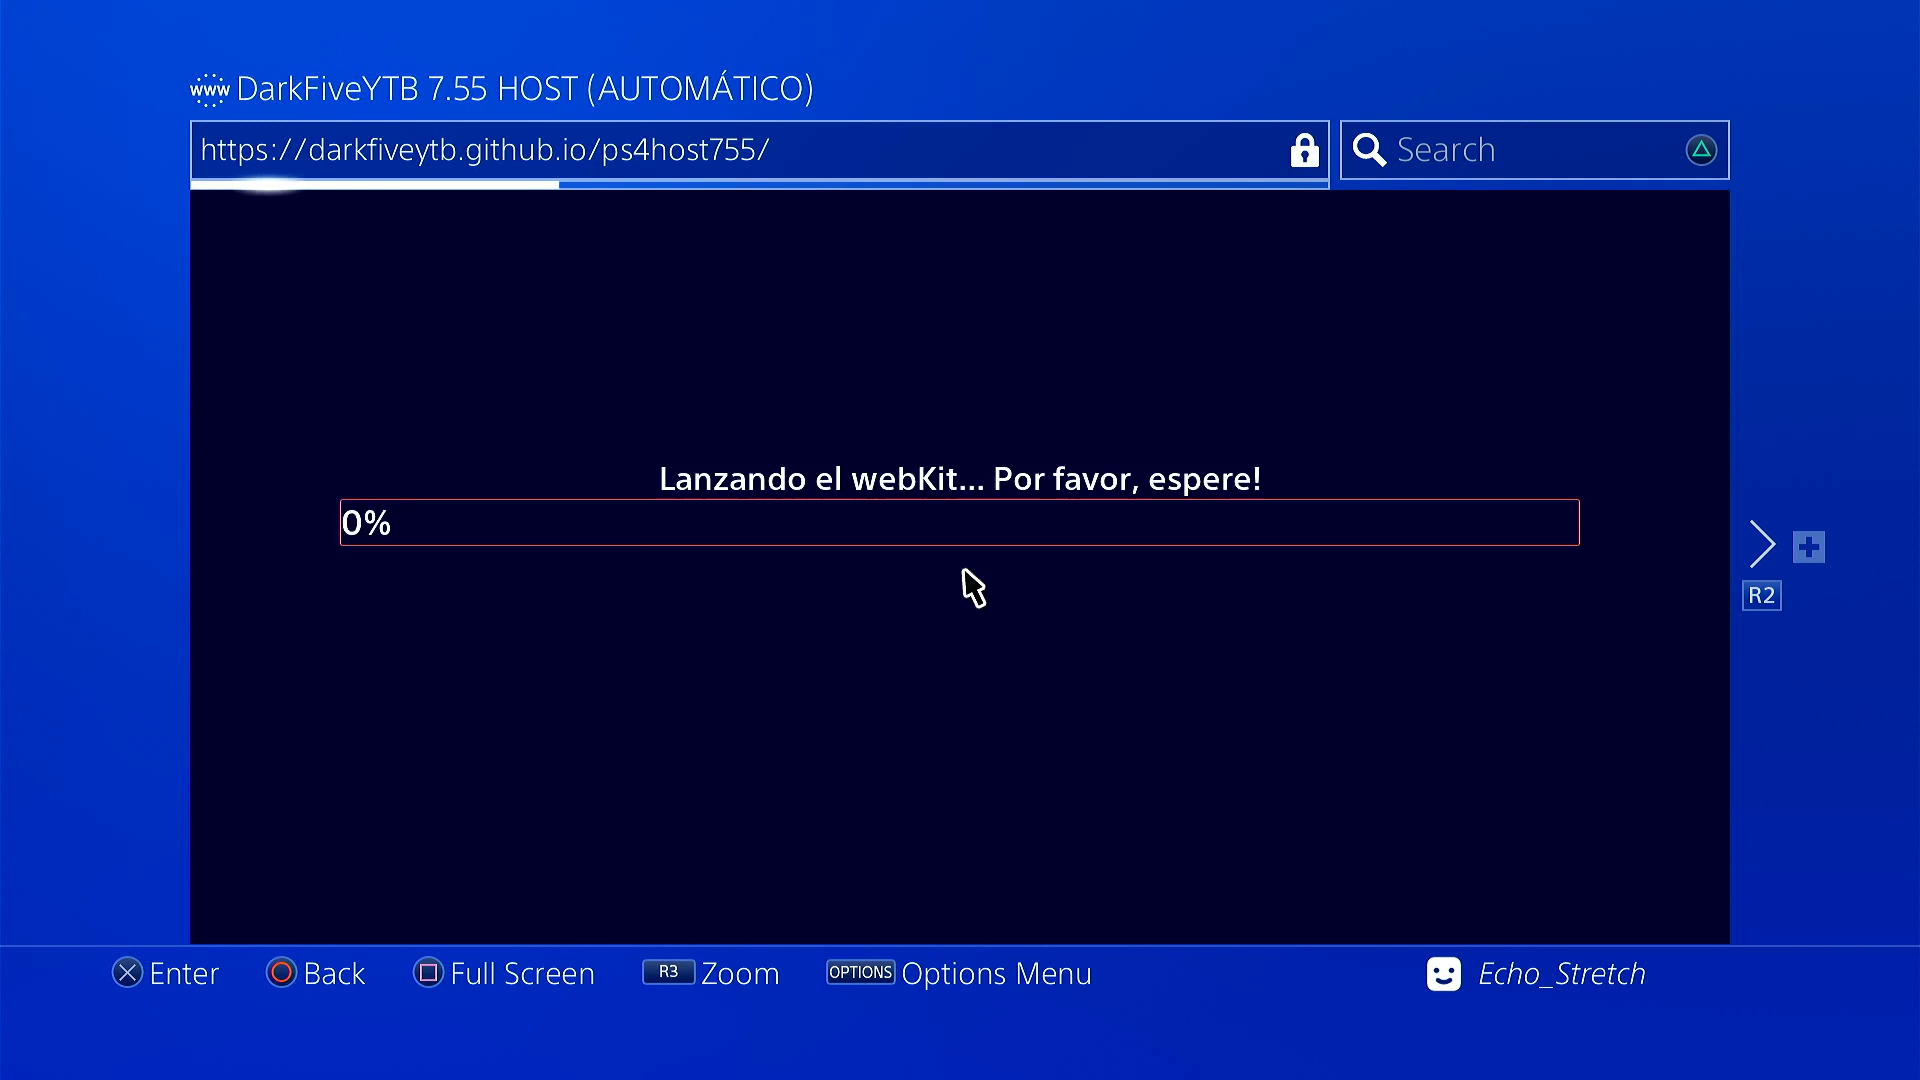 www DarkFiveYTB 7.55 HOST (AUTOMÁTICO)
https://darkfiveytb.github.io/ps4host755/
Search
Lanzando el webKit... Por favor, espere!
0%
R2
Enter Back Full Screen R3 Zoom OPTIONS Options Menu Echo_Stretch